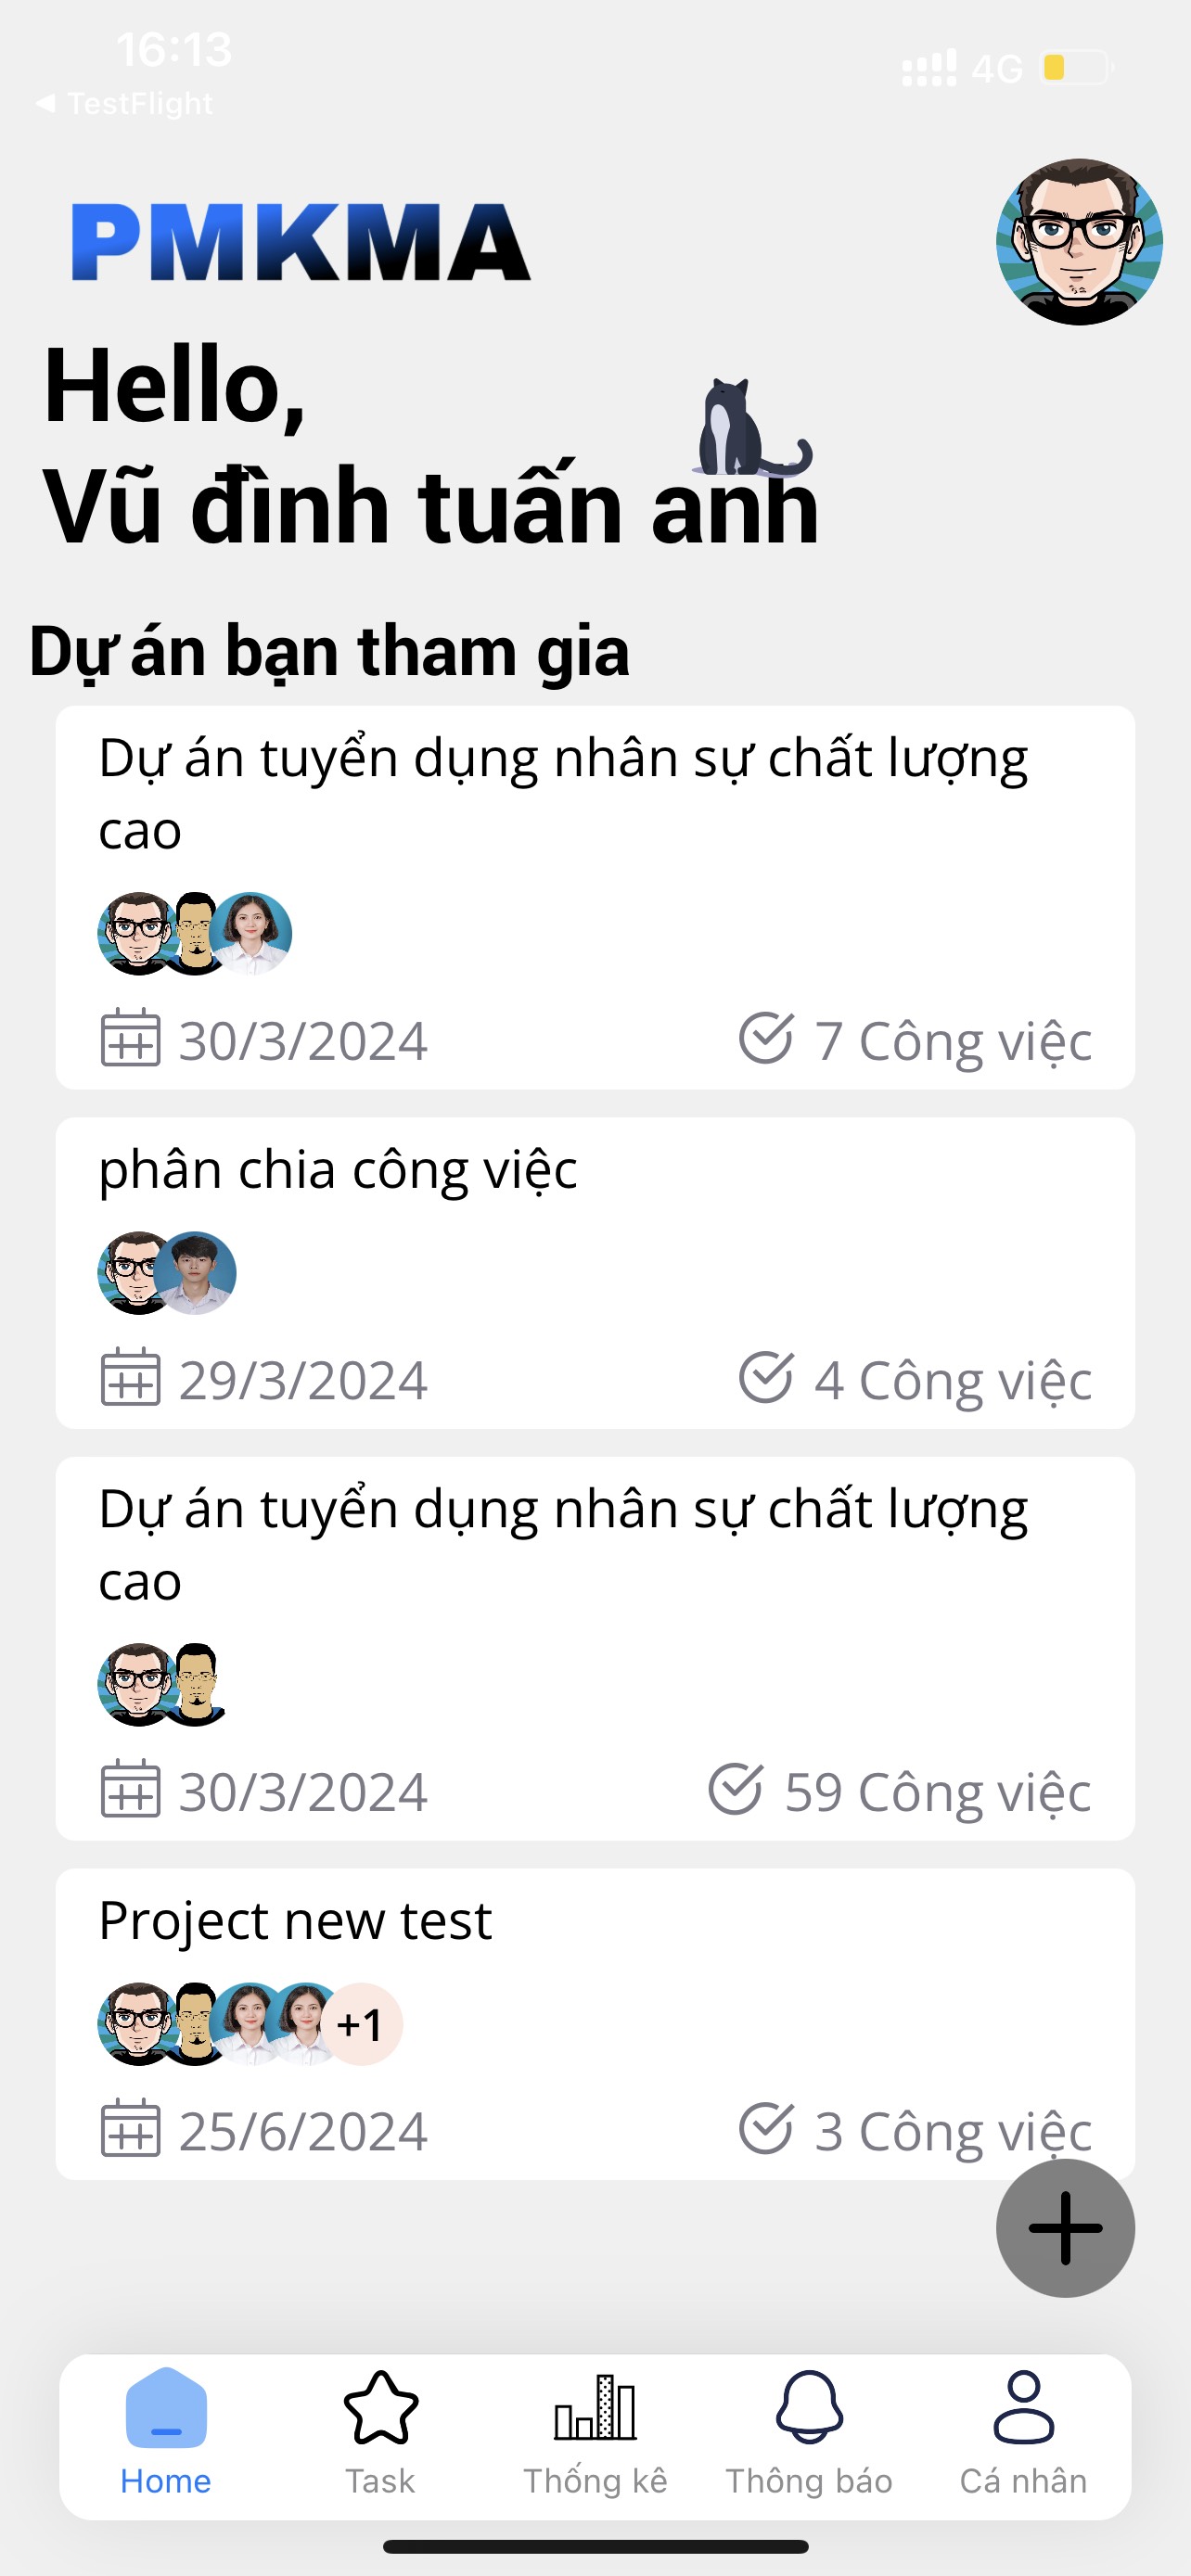 16:13
4G
◀ TestFlight
PMKMA
Hello,
Vũ đình tuấn anh
Dự án bạn tham gia
Dự án tuyển dụng nhân sự chất lượng
cao
30/3/2024
7 Công việc
phân chia công việc
29/3/2024
4 Công việc
Dự án tuyển dụng nhân sự chất lượng
cao
30/3/2024
59 Công việc
Project new test
+1
25/6/2024
3 Công việc
Home
Task
Thống kê
Thông báo
Cá nhân